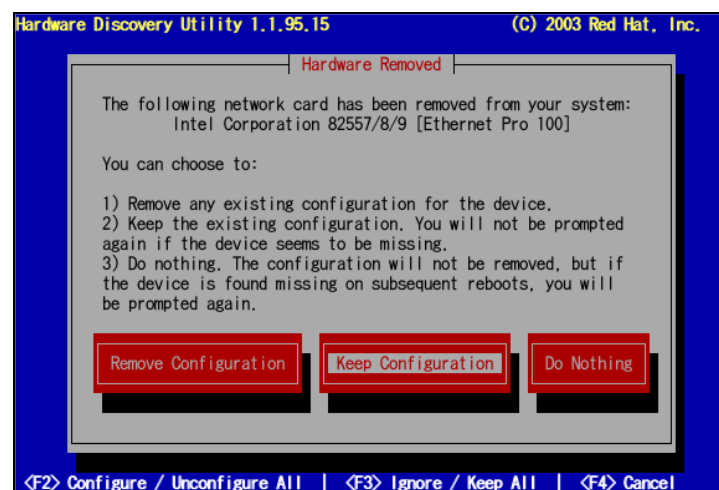 Hardware Discovery Utility 1.1.95.15 (C) 2003 Red Hat, Inc.
Hardware Removed
The following network card has been removed from your system:
Intel Corporation 82557/8/9 [Ethernet Pro 100]
You can choose to:
1) Remove any existing configuration for the device.
2) Keep the existing configuration. You will not be prompted
again if the device seems to be missing.
3) Do nothing. The configuration will not be removed, but if
the device is found missing on subsequent reboots, you will
be prompted again.
Remove Configuration Keep Configuration Do Nothing
<F2> Configure / Unconfigure All | <F3> Ignore / Keep All | <F4> Cancel